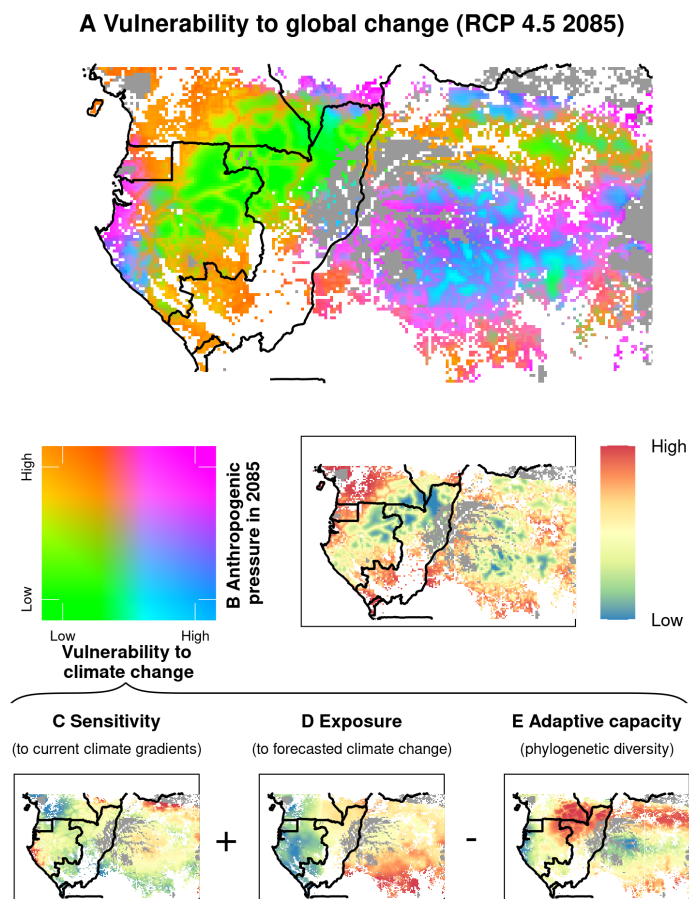 A Vulnerability to global change (RCP 4.5 2085)
High
Low
B Anthropogenic
pressure in 2085
Low
High
Vulnerability to
climate change
High
Low
C Sensitivity
(to current climate gradients)
D Exposure
(to forecasted climate change)
E Adaptive capacity
(phylogenetic diversity)
+
-